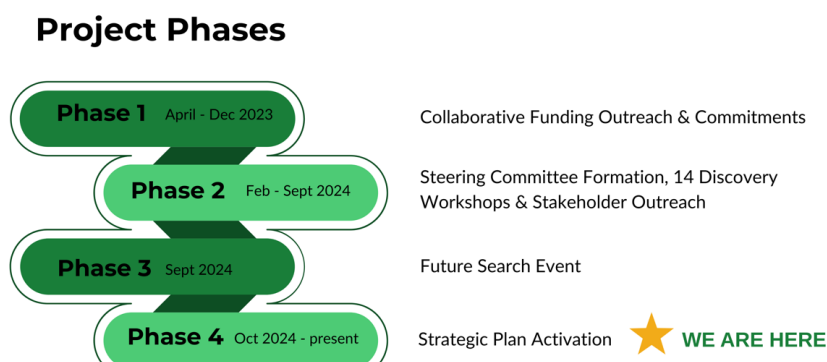 Project Phases
Phase 1 April - Dec 2023
Collaborative Funding Outreach & Commitments
Phase 2 Feb - Sept 2024
Steering Committee Formation, 14 Discovery
Workshops & Stakeholder Outreach
Phase 3 Sept 2024
Future Search Event
Phase 4 Oct 2024 - present
Strategic Plan Activation
WE ARE HERE